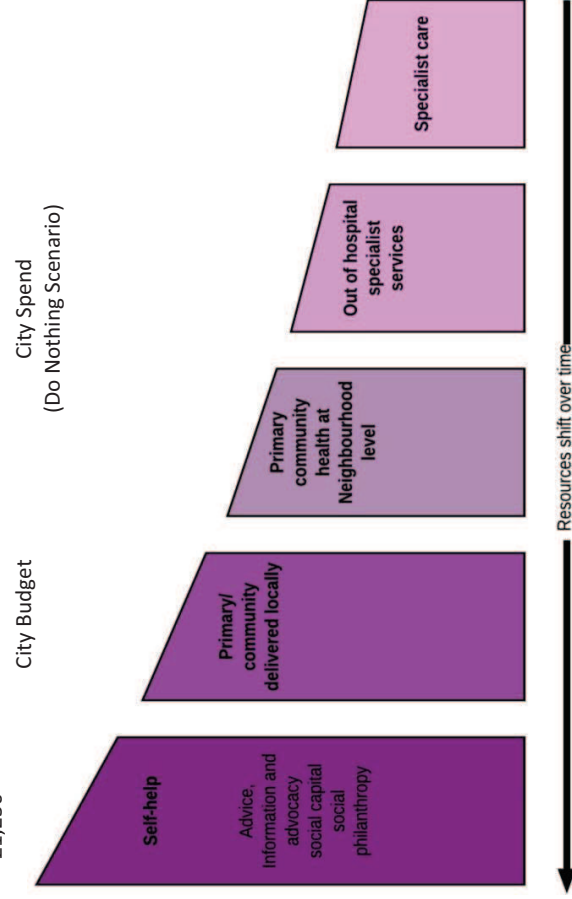 City Budget
City Spend
(Do Nothing Scenario)
Self-help
Advice,
Information and
advocacy
social capital
social
philanthropy
Primary/
community
delivered locally
Primary
community
health at
Neighbourhood
level
Out of hospital
specialist
services
Specialist care
Resources shift over time